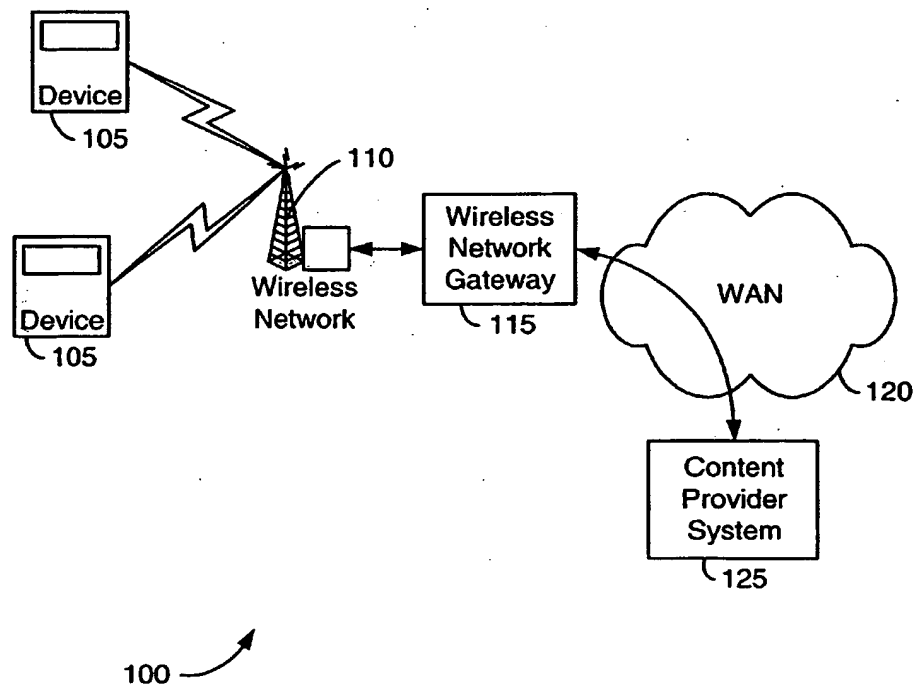 Device
105
110
Wireless
Network
Gateway
115
WAN
120
Device
105
Wireless
Network
Content
Provider
System
125
100